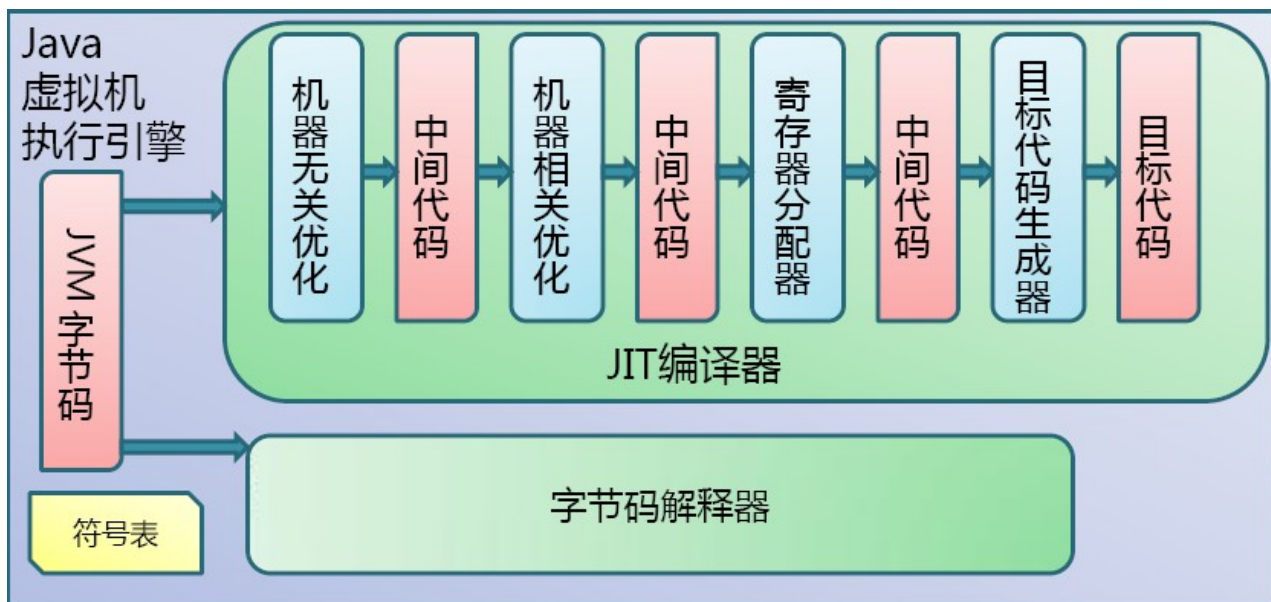 Java
虚拟机
执行引擎
JVM字节码
机器无关优化
中间代码
机器相关优化
中间代码
寄存器分配器
中间代码
目标代码生成器
目标代码
JIT编译器
字节码解释器
符号表